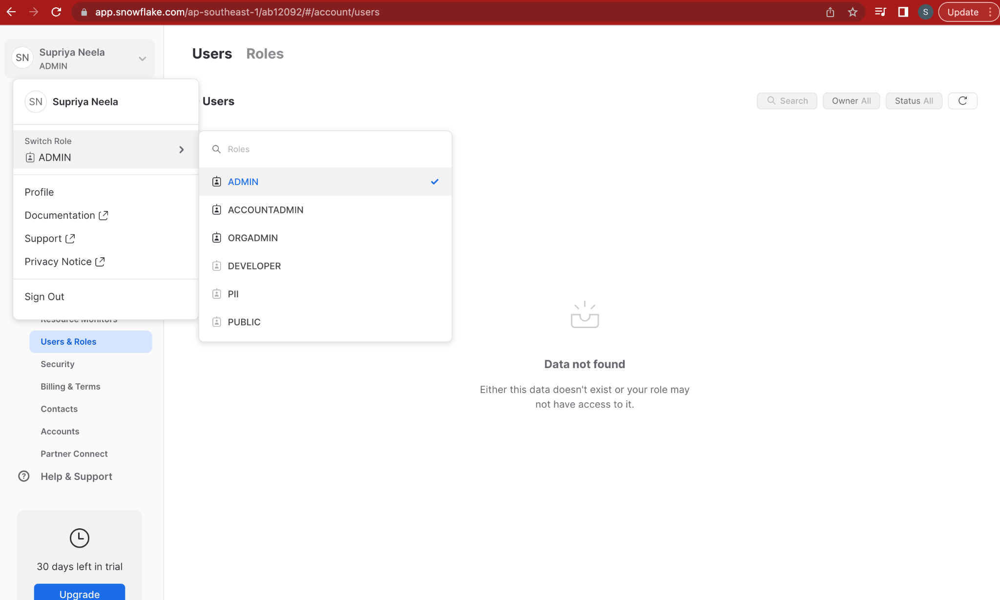 app.snowflake.com/ap-southeast-1/ab12092/#/account/users
S
Update
SN
Supriya Neela
ADMIN
Users
Roles
SN
Supriya Neela
Users
Search
Owner All
Status All
Switch Role
ADMIN
Roles
ADMIN
ACCOUNTADMIN
ORGADMIN
DEVELOPER
PII
PUBLIC
Profile
Documentation
Support
Privacy Notice
Sign Out
Resource Monitors
Users & Roles
Security
Billing & Terms
Contacts
Accounts
Partner Connect
Help & Support
Data not found
Either this data doesn't exist or your role may
not have access to it.
30 days left in trial
Upgrade